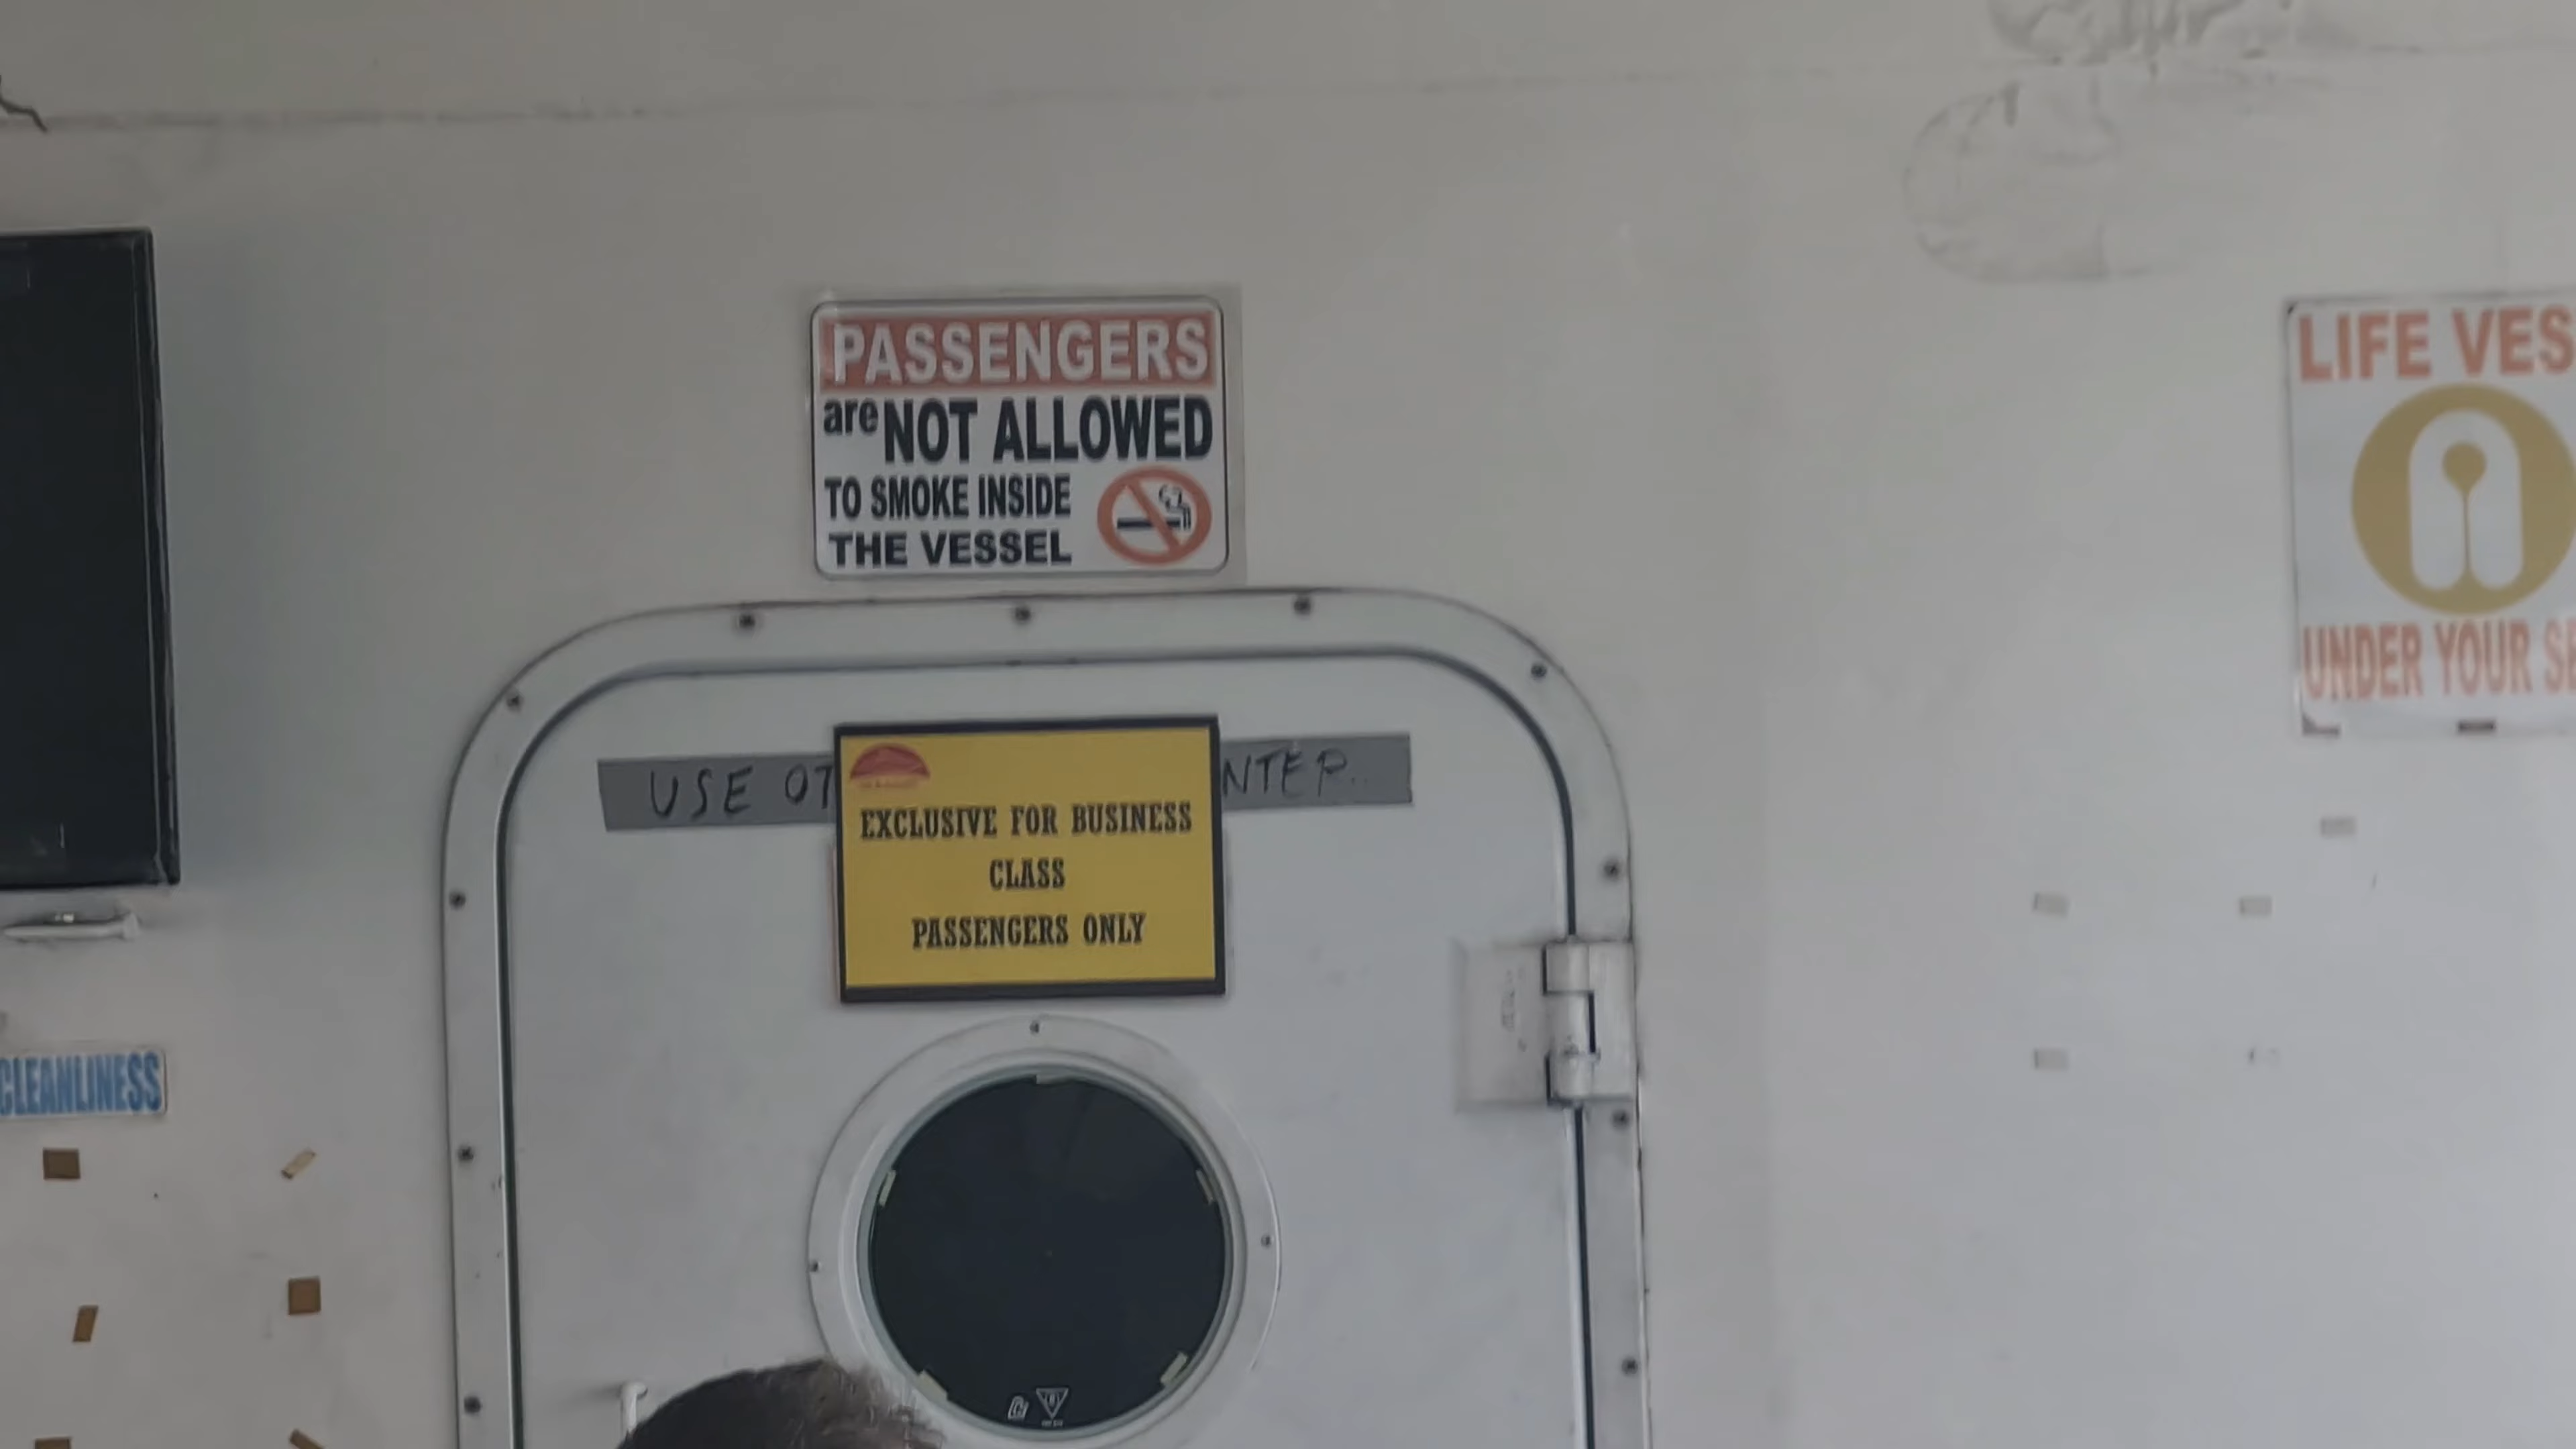 PASSENGERS
are NOT ALLOWED
TO SMOKE INSIDE
THE VESSEL
LIFE VES
UNDER YOUR SE
USE OT
NTER..
EXCLUSIVE FOR BUSINESS
CLASS
PASSENGERS ONLY
CLEANLINESS